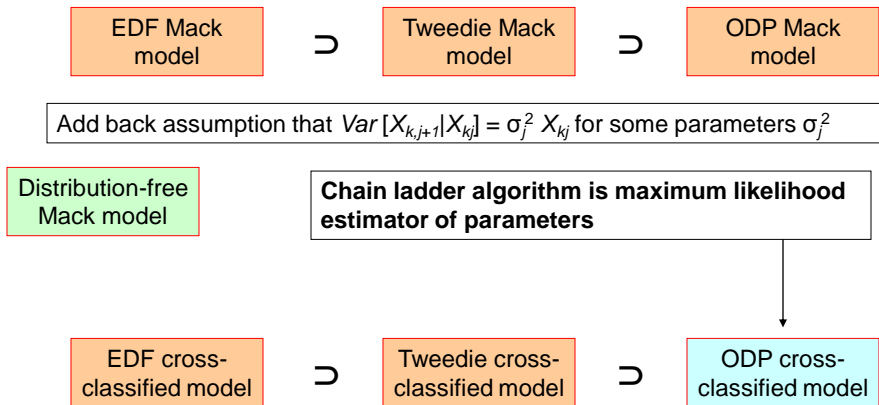 EDF Mack
model
⊃
Tweedie Mack
model
⊃
ODP Mack
model
Add back assumption that Var [X_{k,j+1}|X_{kj}] = σ_j^2 X_{kj} for some parameters σ_j^2
Distribution-free
Mack model
Chain ladder algorithm is maximum likelihood
estimator of parameters
EDF cross-
classified model
⊃
Tweedie cross-
classified model
⊃
ODP cross-
classified model